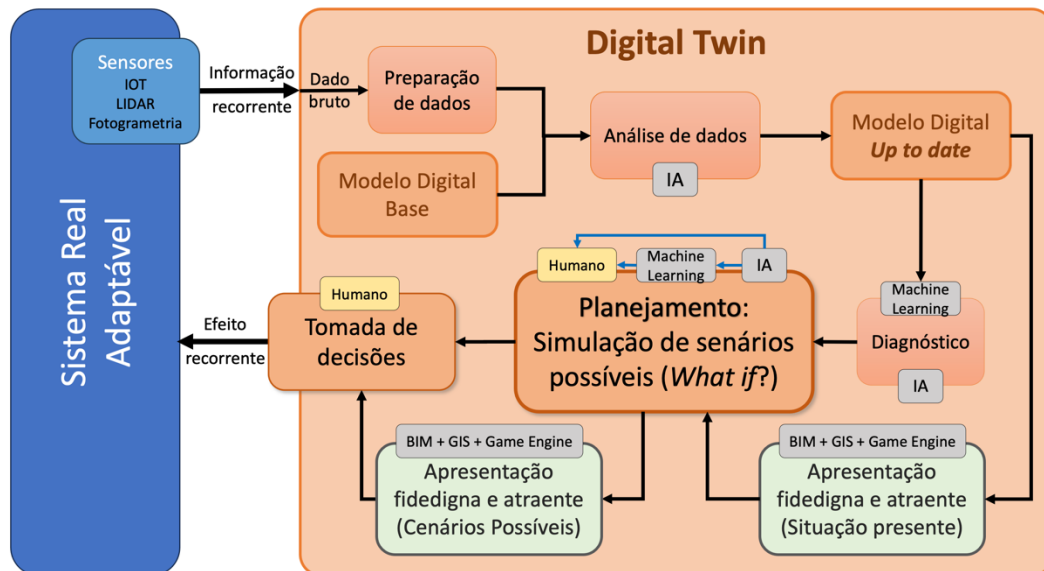 Digital Twin
Sensores
IOT
LIDAR
Fotogrametria
Informação
recorrente
Dado
bruto
Preparação
de dados
Análise de dados
IA
Modelo Digital
Up to date
Modelo Digital
Base
Sistema Real
Adaptável
Humano
Machine
Learning
IA
Planejamento:
Simulação de senários
possíveis (What if?)
Machine
Learning
Diagnóstico
IA
Humano
Tomada de
decisões
Efeito
recorrente
BIM + GIS + Game Engine
Apresentação
fidedigna e atraente
(Cenários Possíveis)
BIM + GIS + Game Engine
Apresentação
fidedigna e atraente
(Situação presente)